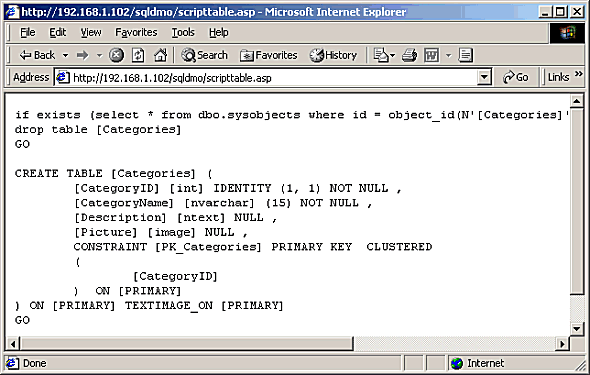 http://192.168.1.102/sqldmo/scripttable.asp - Microsoft Internet Explorer
File Edit View Favorites Tools Help
Back Search Favorites History
Address http://192.168.1.102/sqldmo/scripttable.asp Go Links »
if exists (select * from dbo.sysobjects where id = object_id(N'[Categories]'
drop table [Categories]
GO
CREATE TABLE [Categories] (
[CategoryID] [int] IDENTITY (1, 1) NOT NULL ,
[CategoryName] [nvarchar] (15) NOT NULL ,
[Description] [ntext] NULL ,
[Picture] [image] NULL ,
CONSTRAINT [PK_Categories] PRIMARY KEY  CLUSTERED
(
[CategoryID]
)  ON [PRIMARY]
) ON [PRIMARY] TEXTIMAGE_ON [PRIMARY]
GO
Done Internet